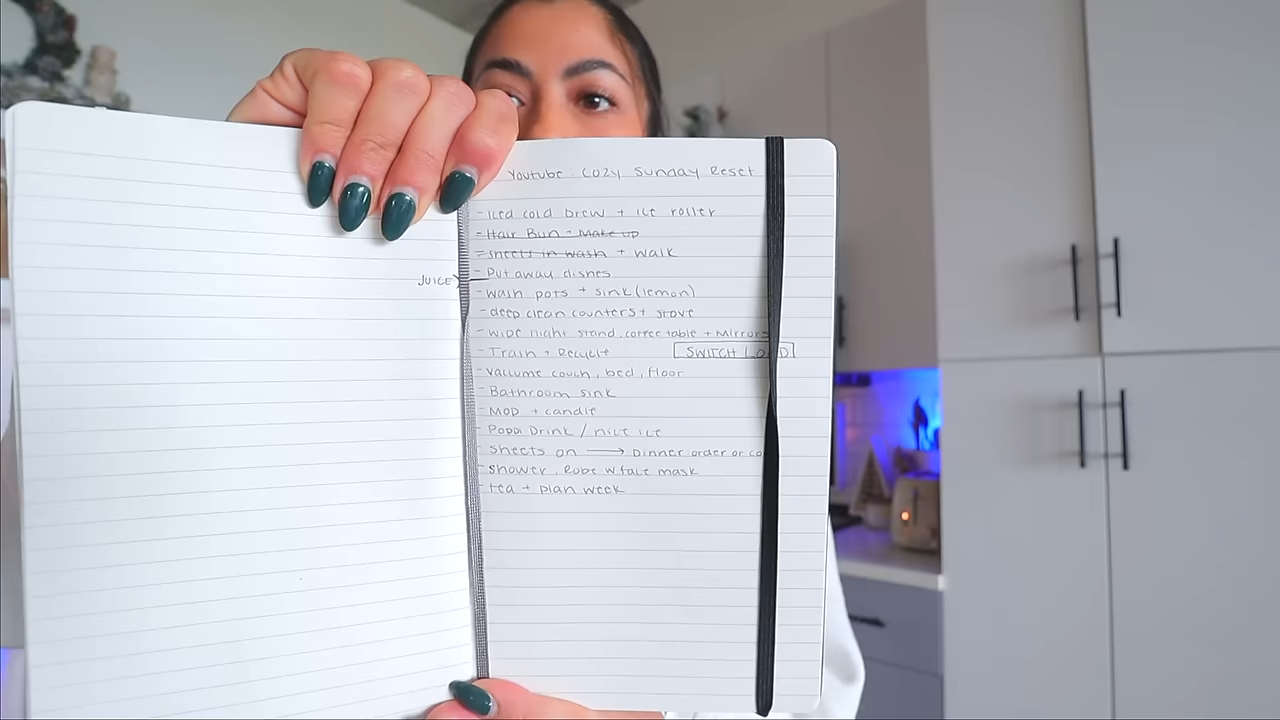 Youtube. Cozy Sunday Reset
- Iced cold brew + ice roller
- Hair Bun + Make up
- sheets in wash + walk
- Put away dishes
JUICE
- wash pots + sink (lemon)
- deep clean counters + stove
- wipe night stand, coffee table + Mirrors
- Trash + Recycle
SWITCH LOAD
- vaccume couch, bed, floor
- Bathroom sink
- MOP + candle
- Poppi Drink / nice ice
- Sheets on → Dinner order or co
- Shower, Robe w face mask
- tea + plan week